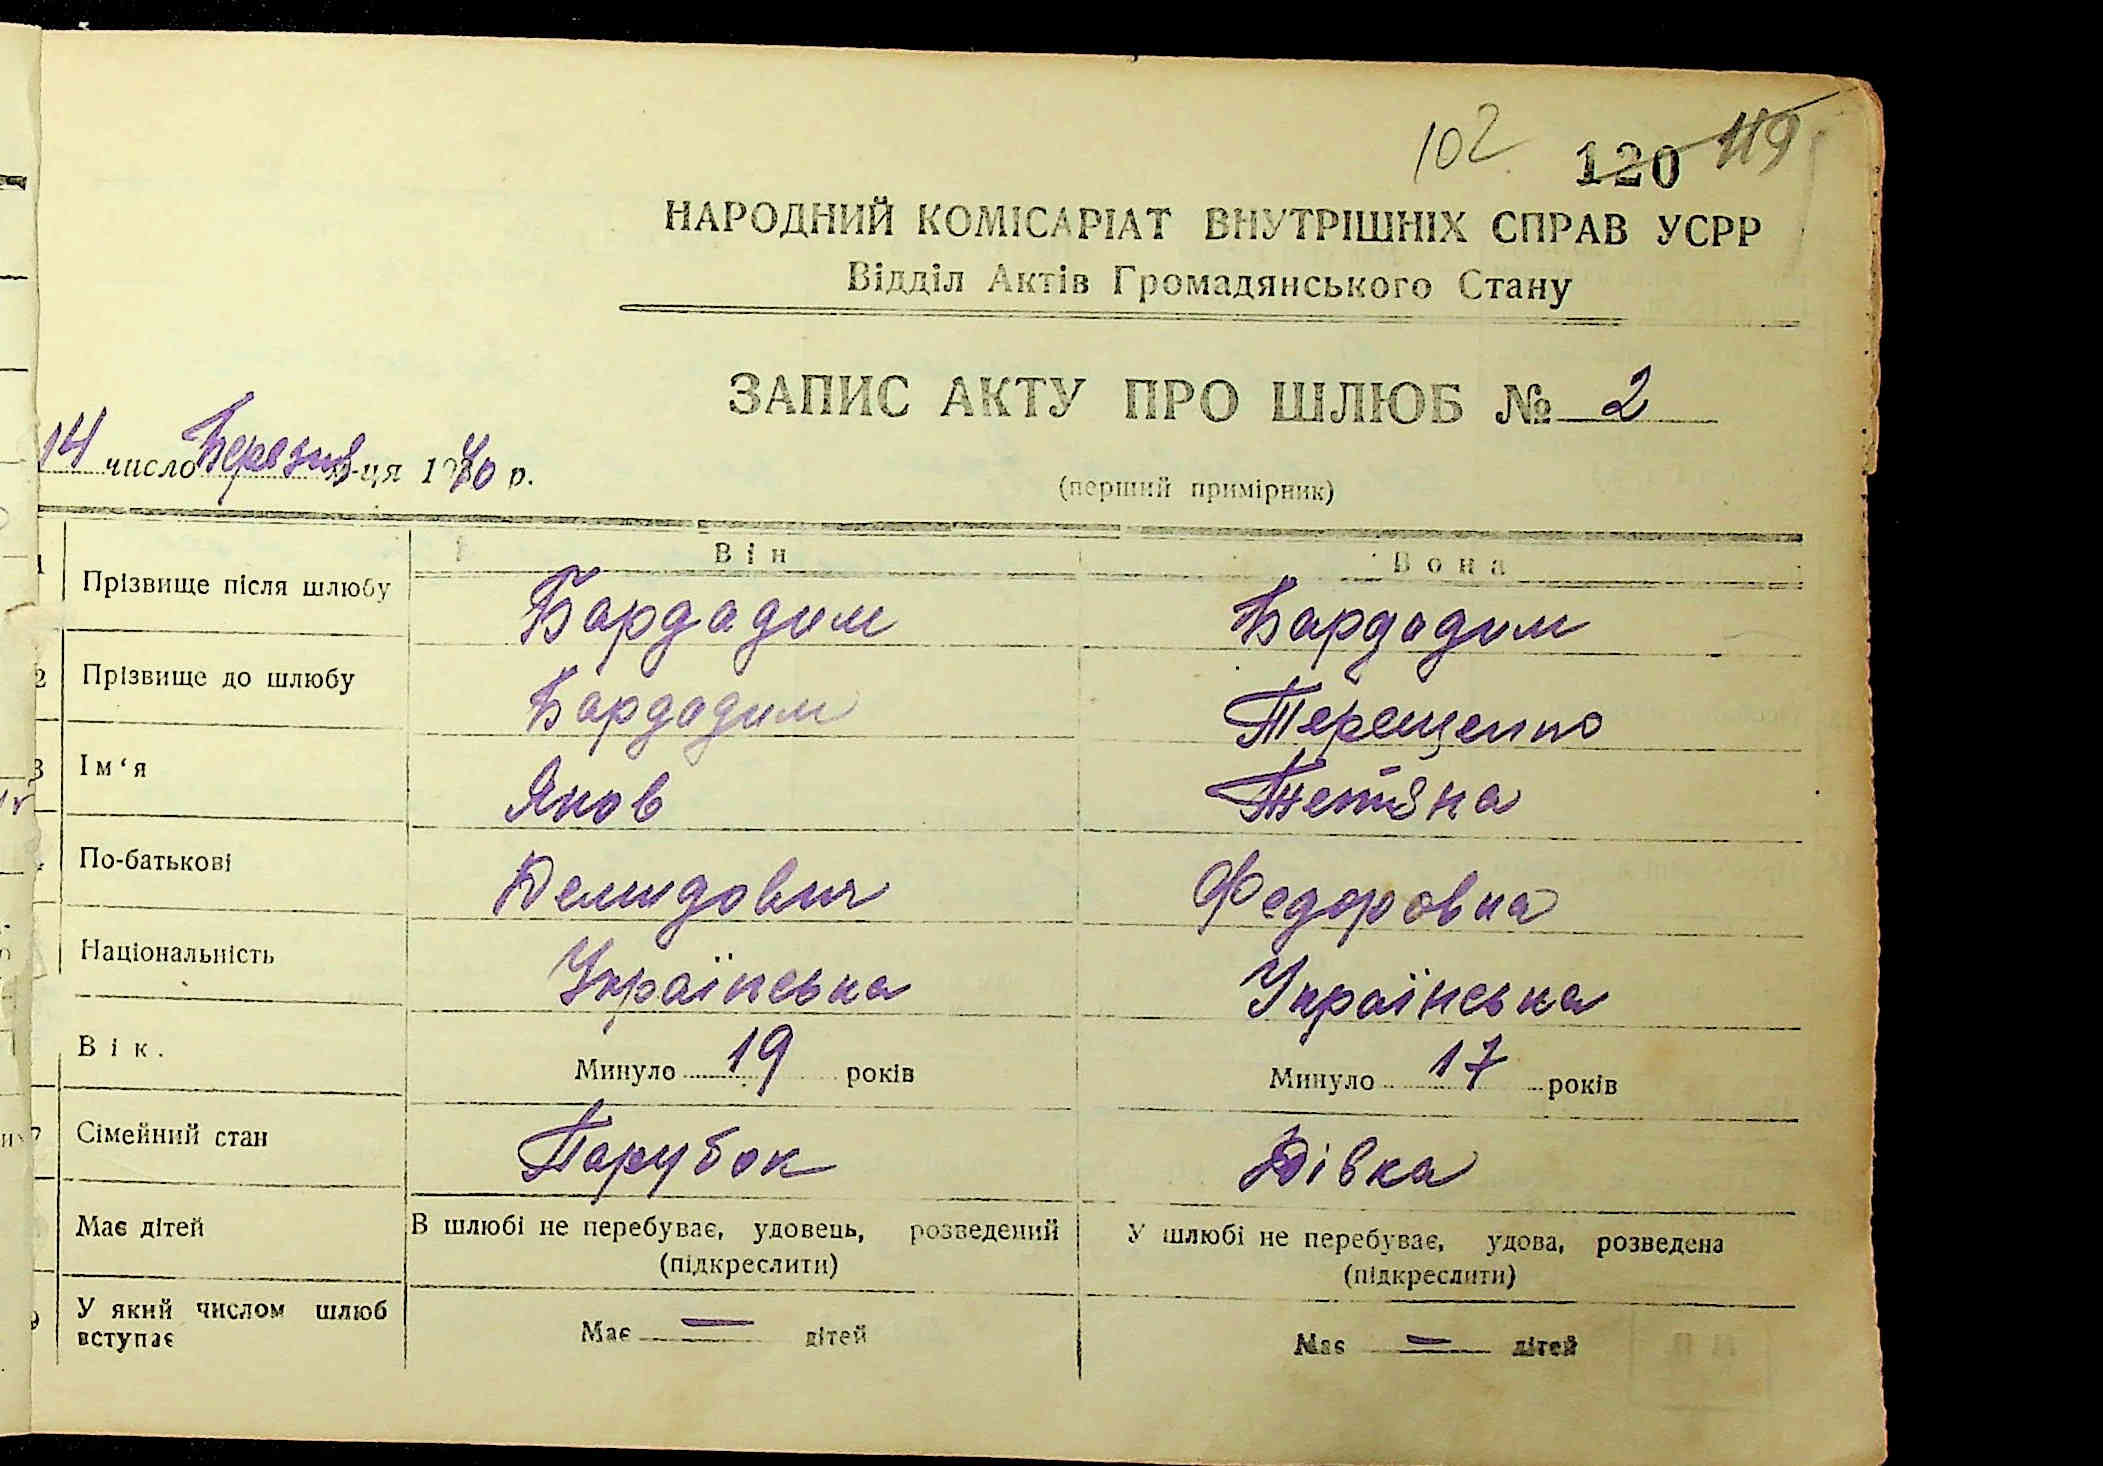 102 120 119
НАРОДНИЙ КОМІСАРІАТ ВНУТРІШНІХ СПРАВ УСРР
Відділ Актів Громадянського Стану
ЗАПИС АКТУ ПРО ШЛЮБ № 2
14 число Березня м-ця 1940 р.
(перший примірник)
Він Вона
1 Прізвище після шлюбу Бардадим Бардадим
2 Прізвище до шлюбу Бардадим Терещенко
3 Ім‘я Яков Тетяна
По-батькові Демидович Федоровна
Національність Українська Українська
Вік. Минуло 19 років Минуло 17 років
7 Сімейний стан Парубок Дівка
Має дітей В шлюбі не перебуває, удовець, розведений У шлюбі не перебуває, удова, розведена
(підкреслити) (підкреслити)
У який числом шлюб
вступає Має — дітей Має — дітей